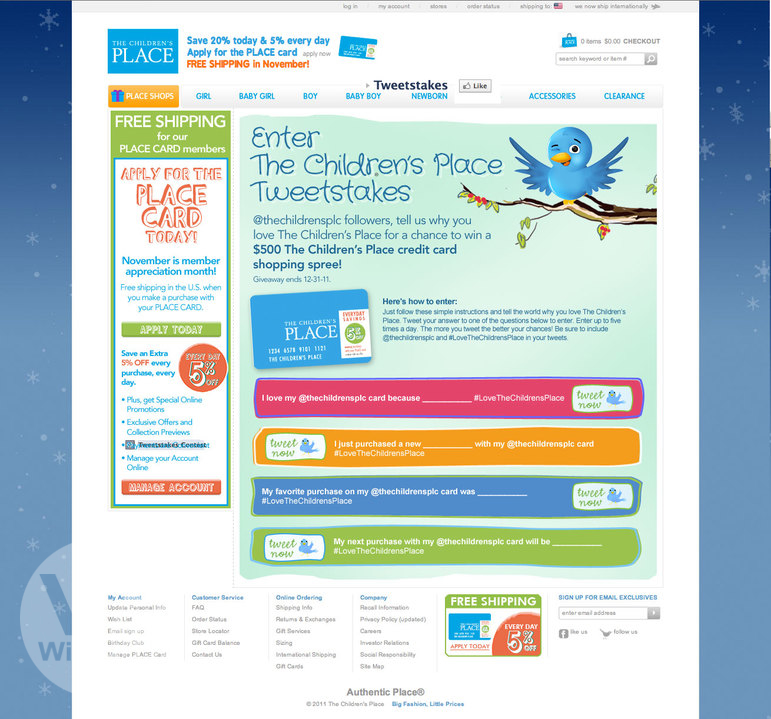 log in
my account
stores
order status
shipping to:
we now ship internationally
THE CHILDREN'S
PLACE
Save 20% today & 5% every day
Apply for the PLACE card apply now
FREE SHIPPING in November!
0 items $0.00 CHECKOUT
search keyword or item #
Tweetstakes
Like
PLACE SHOPS
GIRL
BABY GIRL
BOY
BABY BOY
NEWBORN
ACCESSORIES
CLEARANCE
FREE SHIPPING
for our
PLACE CARD members
APPLY FOR THE
PLACE
CARD
TODAY!
November is member
appreciation month!
Free shipping in the U.S. when
you make a purchase with
your PLACE CARD.
APPLY TODAY
Save an Extra
5% OFF every
purchase, every
day.
EVERY DAY
5%
OFF
• Plus, get Special Online
Promotions
• Exclusive Offers and
Collection Previews
Tweetstakes Contest
• Manage your Account
Online
MANAGE ACCOUNT
Enter
The Children's Place
Tweetstakes
@thechildrensplc followers, tell us why you
love The Children's Place for a chance to win a
$500 The Children's Place credit card
shopping spree!
Giveaway ends 12-31-11.
THE CHILDREN'S
PLACE
EVERYDAY
SAVINGS
5%
1234 6578 9101 1121
THE CHILDREN'S PLACE
Here's how to enter:
Just follow these simple instructions and tell the world why you love The Children's
Place. Tweet your answer to one of the questions below to enter. Enter up to five
times a day. The more you tweet the better your chances! Be sure to include
@thechildrensplc and #LoveTheChildrensPlace in your tweets.
I love my @thechildrensplc card because ___________ #LoveTheChildrensPlace
tweet
now
tweet
now
I just purchased a new ___________ with my @thechildrensplc card
#LoveTheChildrensPlace
My favorite purchase on my @thechildrensplc card was ___________
#LoveTheChildrensPlace
tweet
now
tweet
now
My next purchase with my @thechildrensplc card will be ___________
#LoveTheChildrensPlace
My Account
Update Personal Info
Wish List
Email sign up
Birthday Club
Manage PLACE Card
Customer Service
FAQ
Order Status
Store Locator
Gift Card Balance
Contact Us
Online Ordering
Shipping Info
Returns & Exchanges
Gift Services
Sizing
International Shipping
Gift Cards
Company
Recall Information
Privacy Policy (updated)
Careers
Investor Relations
Social Responsibility
Site Map
FREE SHIPPING
PLACE
EVERY DAY
5%
OFF
APPLY TODAY
SIGN UP FOR EMAIL EXCLUSIVES
enter email address
like us
follow us
Authentic Place®
© 2011 The Children's Place Big Fashion, Little Prices
Wi